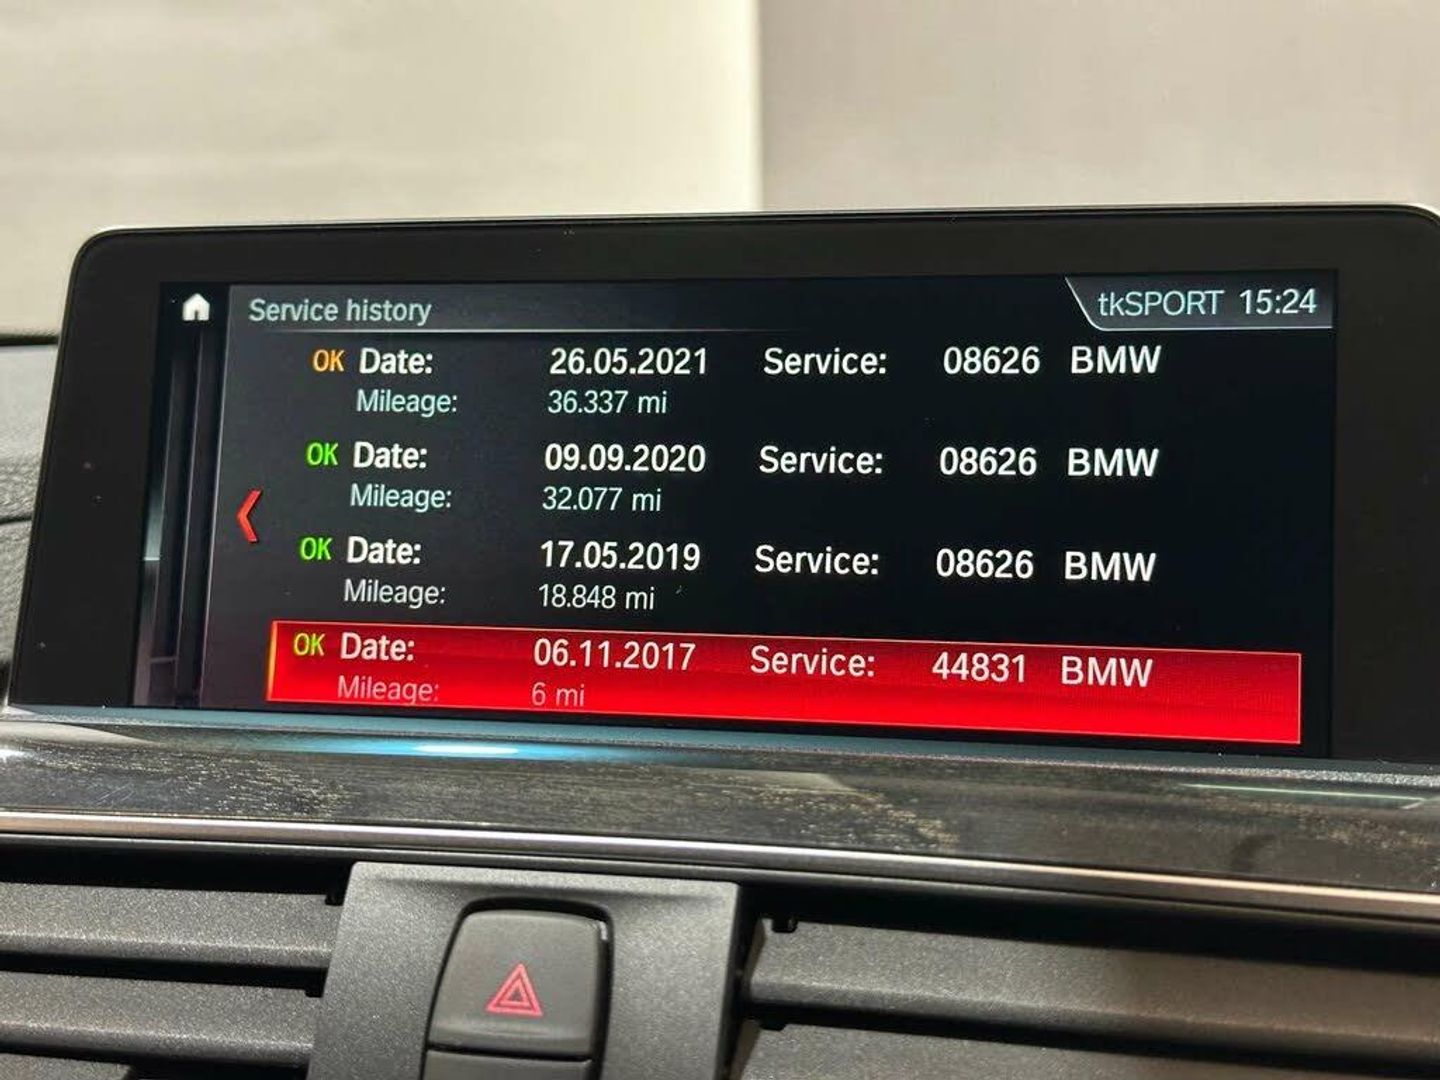 Service history tkSPORT 15:24
OK Date: 26.05.2021 Service: 08626 BMW
Mileage: 36.337 mi
OK Date: 09.09.2020 Service: 08626 BMW
Mileage: 32.077 mi
OK Date: 17.05.2019 Service: 08626 BMW
Mileage: 18.848 mi
OK Date: 06.11.2017 Service: 44831 BMW
Mileage: 6 mi